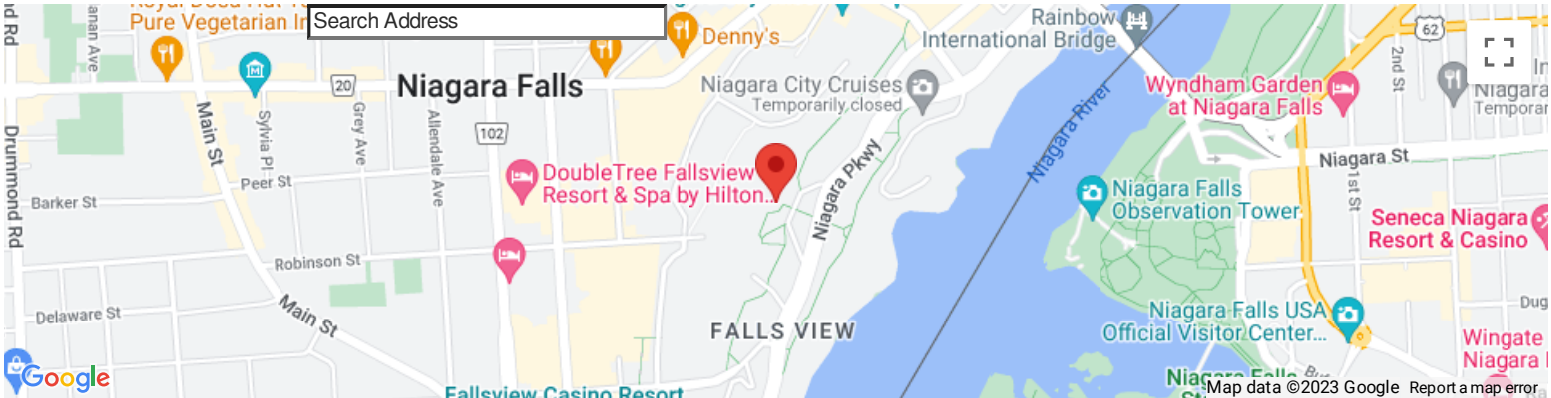 Royal Dosa Hut
Pure Vegetarian
Search Address
Denny's
Rainbow
International Bridge
62
20
Niagara Falls
Niagara City Cruises
Temporarily closed
Wyndham Garden
at Niagara Falls
2nd St
Niagara
Drummond Rd
Main St
Sylvia Pl
Grey Ave
Allendale Ave
102
Niagara River
Niagara St
1st St
Peer St
Barker St
DoubleTree Fallsview
Resort & Spa by Hilton...
Niagara Pkwy
Niagara Falls
Observation Tower
Seneca Niagara
Resort & Casino
Robinson St
Main St
Delaware St
FALLS VIEW
Niagara Falls USA
Official Visitor Center...
Wingate
Niagara
Google
Fallsview Casino Resort
Niagara Falls
Map data ©2023 Google
Report a map error